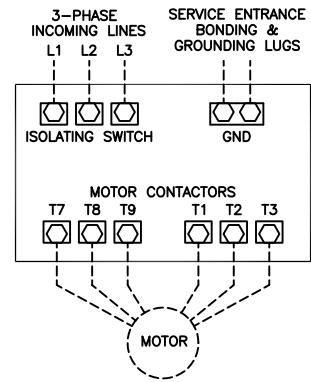 3-PHASE
INCOMING LINES
L1 L2 L3
SERVICE ENTRANCE
BONDING &
GROUNDING LUGS
ISOLATING SWITCH
GND
MOTOR CONTACTORS
T7 T8 T9 T1 T2 T3
MOTOR